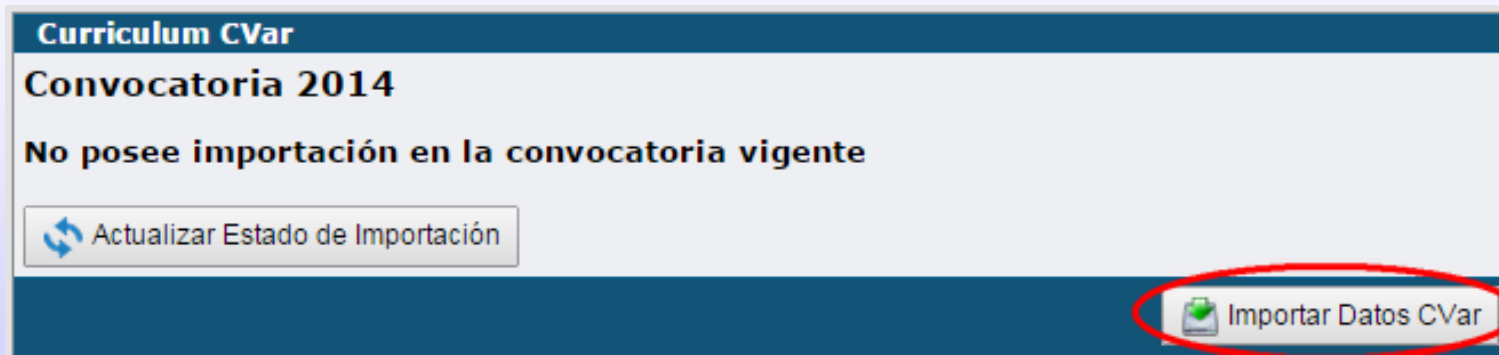 Curriculum CVar
Convocatoria 2014
No posee importación en la convocatoria vigente
Actualizar Estado de Importación
Importar Datos CVar